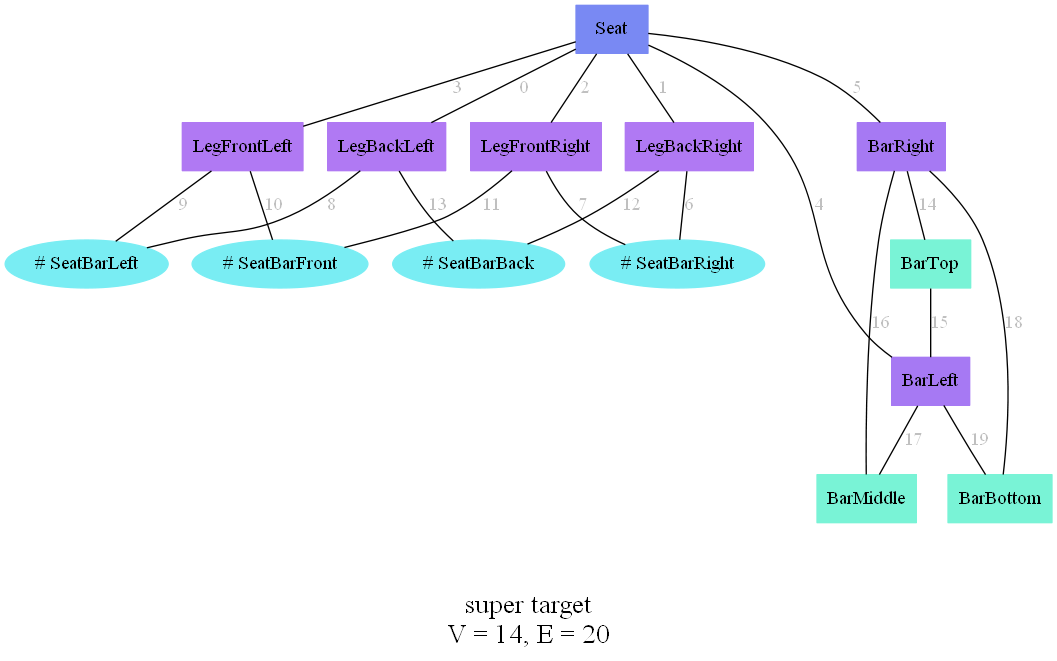 Seat
3
0
2
1
5
LegFrontLeft
LegBackLeft
LegFrontRight
LegBackRight
BarRight
9
10
8
13
11
7
12
6
4
14
# SeatBarLeft
# SeatBarFront
# SeatBarBack
# SeatBarRight
BarTop
16
15
18
BarLeft
17
19
BarMiddle
BarBottom
super target
V = 14, E = 20